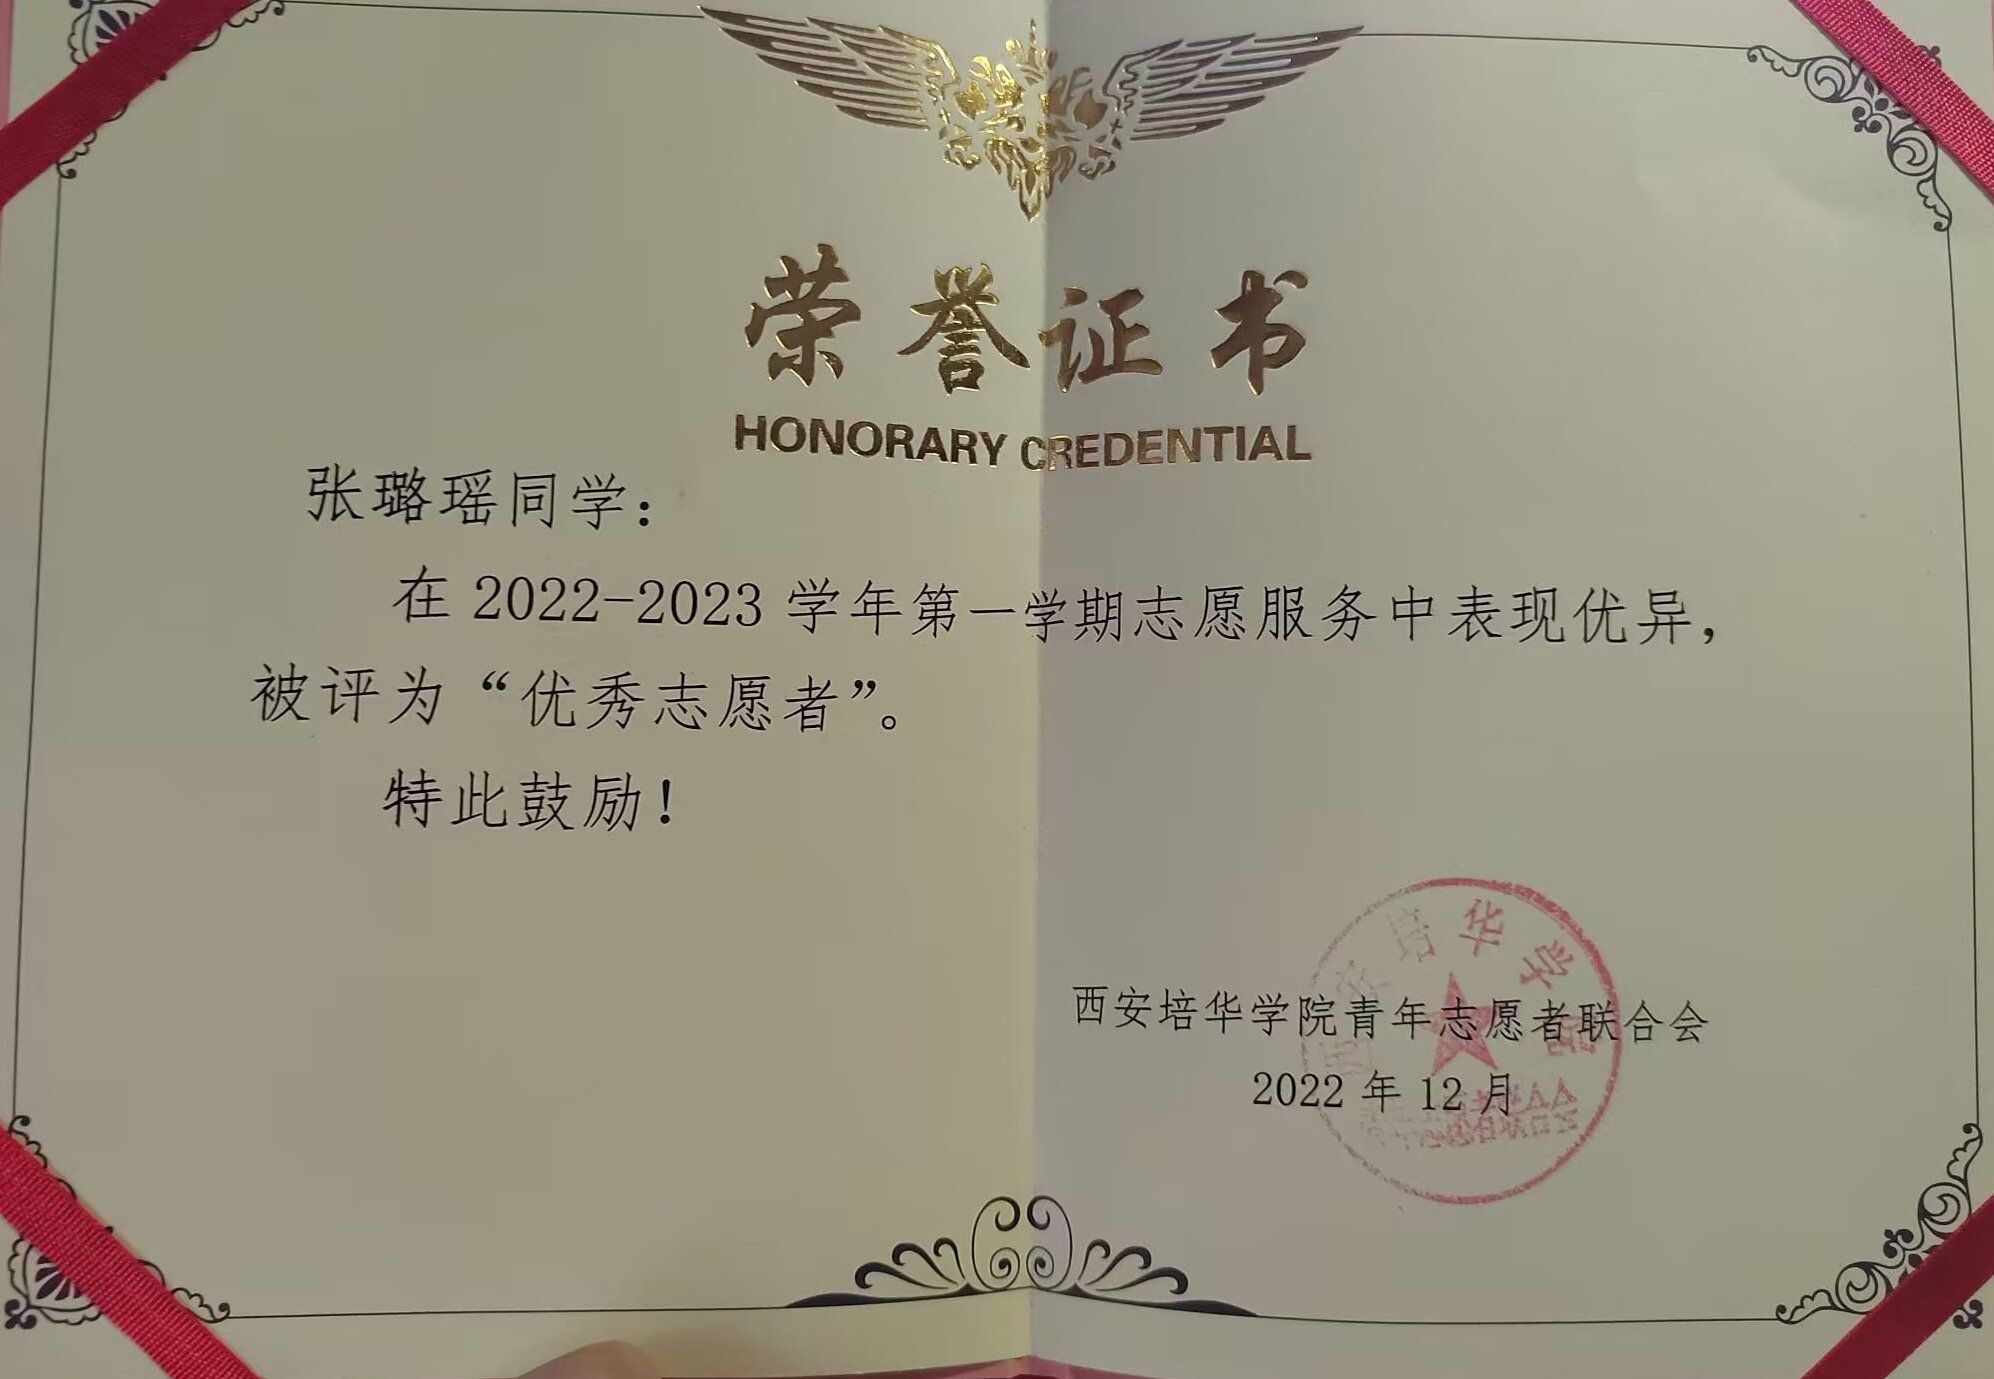 荣誉证书
HONORARY CREDENTIAL
张璐瑶同学：
在 2022-2023 学年第一学期志愿服务中表现优异，
被评为“优秀志愿者”。
特此鼓励！
西安培华学院青年志愿者联合会
2022 年 12 月
培华学